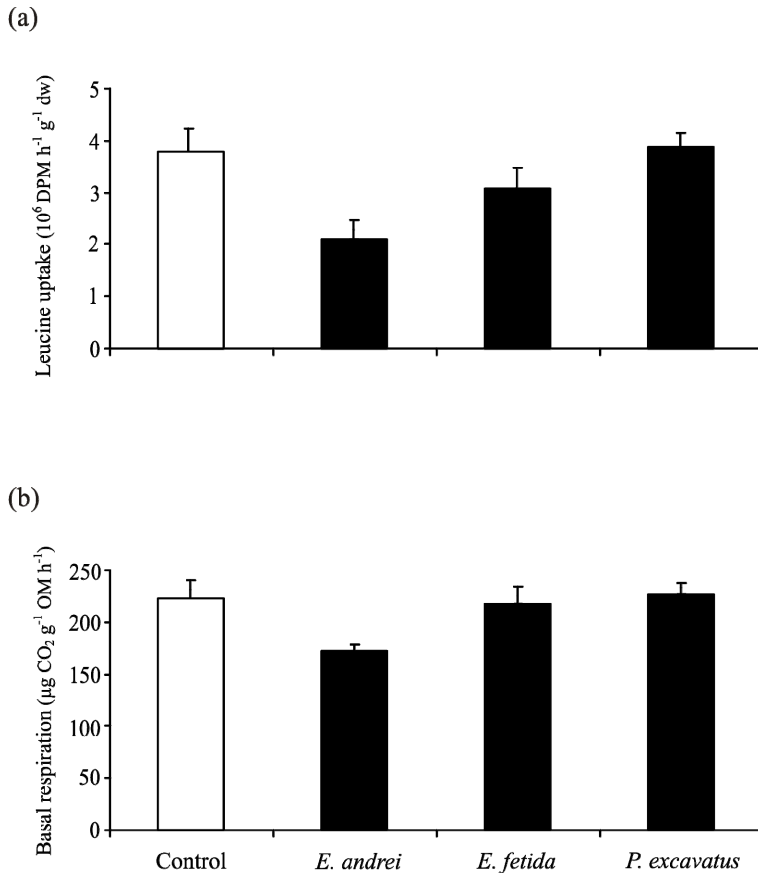 (a)
Leucine uptake (10⁶ DPM h⁻¹ g⁻¹ dw)
5
4
3
2
1
0
(b)
Basal respiration (µg CO₂ g⁻¹ OM h⁻¹)
250
200
150
100
50
0
Control E. andrei E. fetida P. excavatus